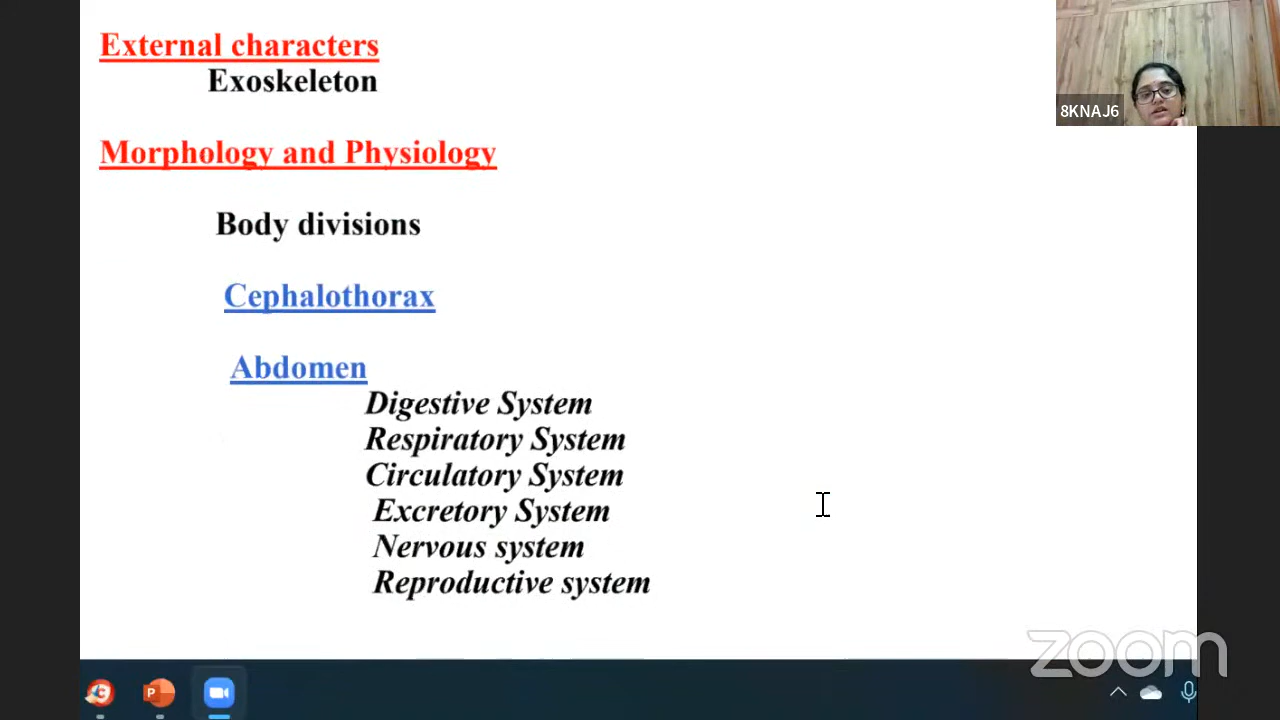 External characters
Exoskeleton
8KNAJ6
Morphology and Physiology
Body divisions
Cephalothorax
Abdomen
Digestive System
Respiratory System
Circulatory System
Excretory System
Nervous system
Reproductive system
zoom